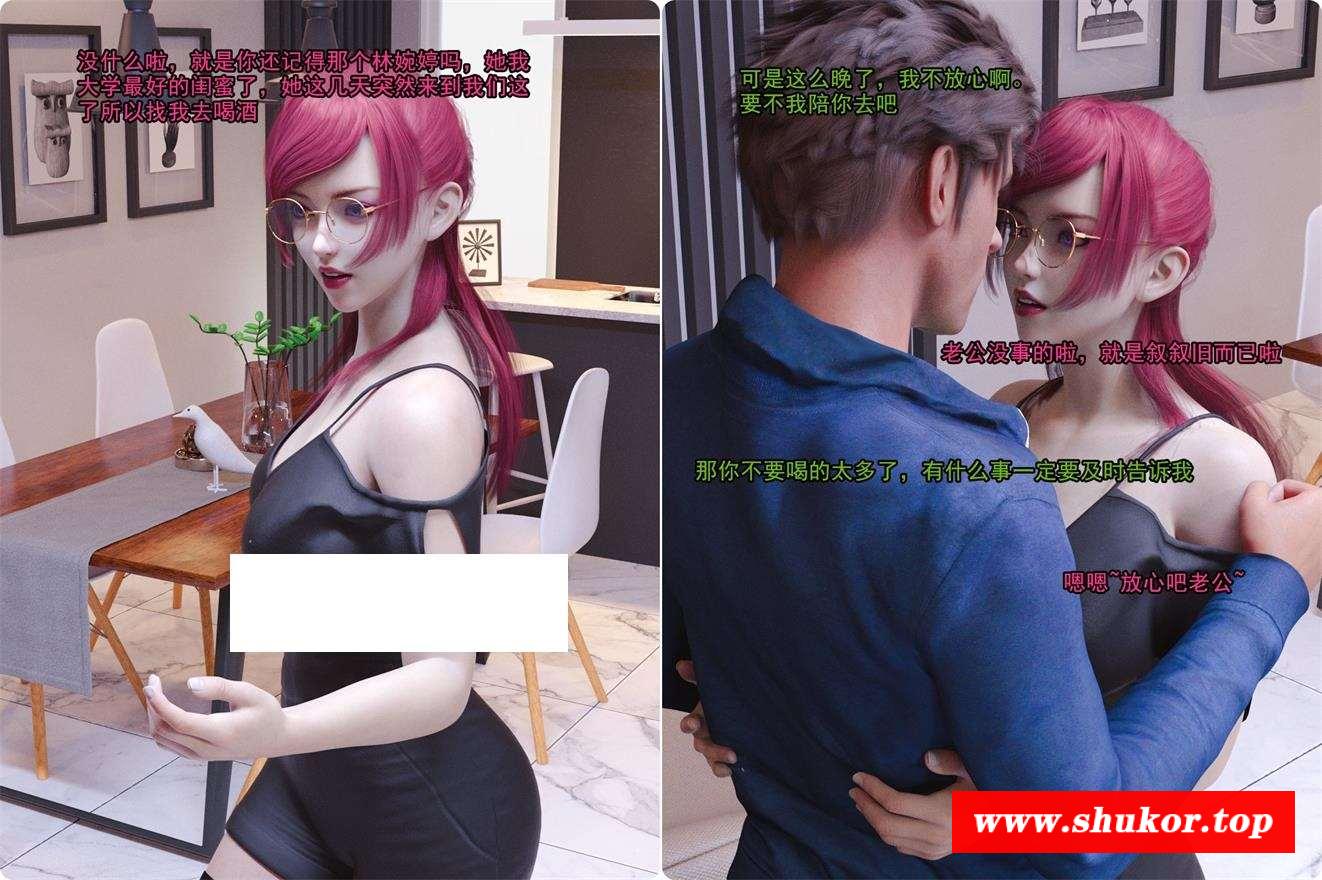 没什么啦，就是你还记得那个林婉婷吗，她我
大学最好的闺蜜了，她这几天突然来到我们这
了所以找我去喝酒
可是这么晚了，我不放心啊。
要不我陪你去吧
老公没事的啦，就是叙叙旧而已啦
那你不要喝的太多了，有什么事一定要及时告诉我
嗯嗯~放心吧老公~
www.shukor.top